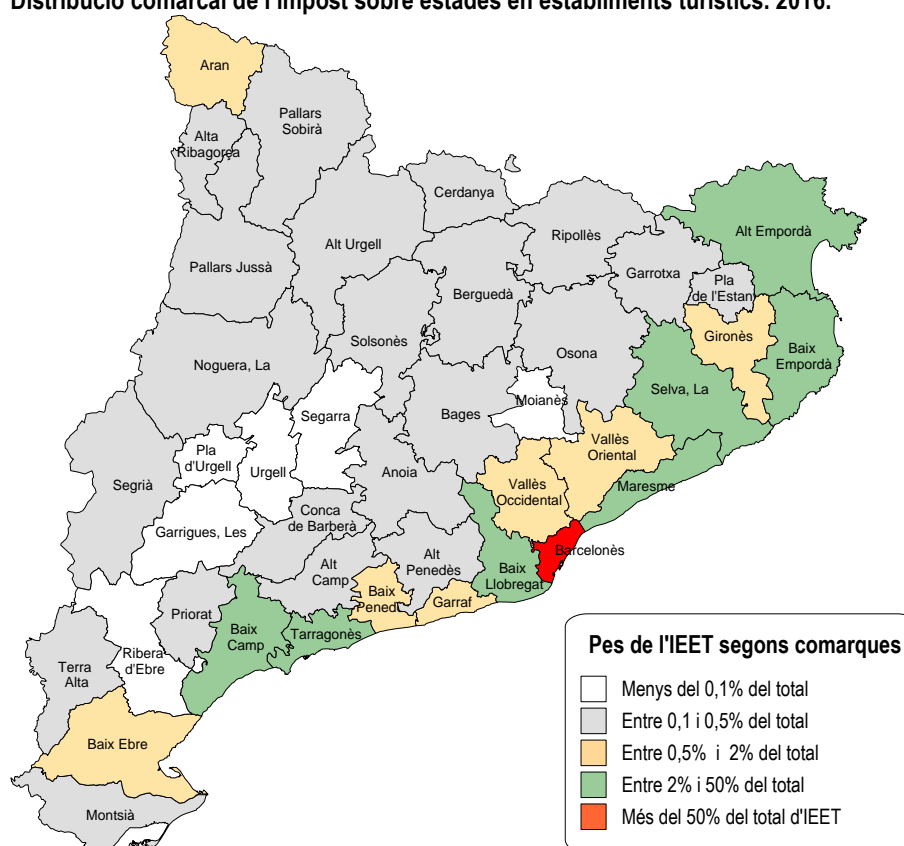 Distribució comarcal de l'impost sobre estades en establiments turístics. 2016.
Aran
Pallars
Sobirà
Alta
Ribagorça
Cerdanya
Ripollès
Alt Empordà
Alt Urgell
Pallars Jussà
Garrotxa
Pla
de l'Estan
Berguedà
Gironès
Baix
Empordà
Solsonès
Osona
Noguera, La
Selva, La
Moianès
Segarra
Bages
Vallès
Oriental
Pla
d'Urgell
Urgell
Anoia
Segrià
Vallès
Occidental
Maresme
Conca
de Barberà
Garrigues, Les
Barcelonès
Alt
Penedès
Alt
Camp
Baix
Llobregat
Baix
Pened
Garraf
Priorat
Baix
Camp
Tarragonès
Ribera
d'Ebre
Terra
Alta
Baix Ebre
Montsià
Pes de l'IEET segons comarques
Menys del 0,1% del total
Entre 0,1 i 0,5% del total
Entre 0,5% i 2% del total
Entre 2% i 50% del total
Més del 50% del total d'IEET